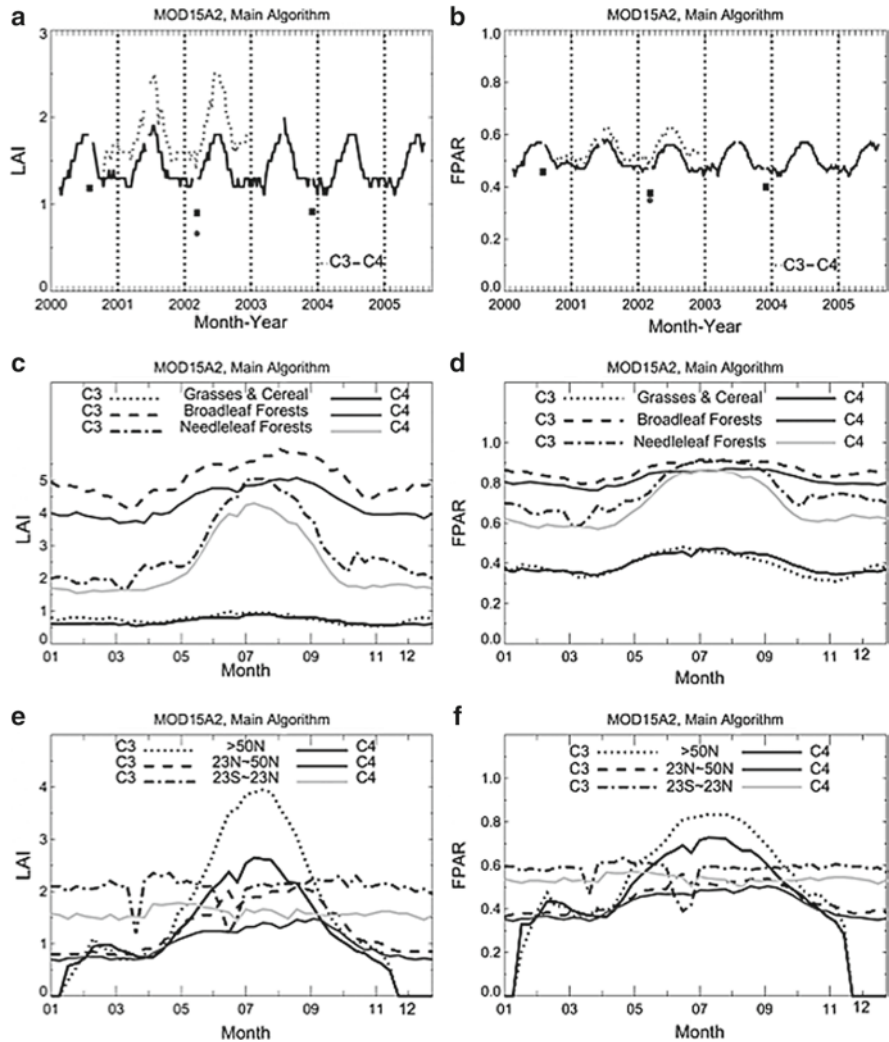 a
MOD15A2, Main Algorithm
3
2
1
0
LAI
C3 C4
2000 2001 2002 2003 2004 2005
Month-Year
b
MOD15A2, Main Algorithm
1.0
0.8
0.6
0.4
0.2
0.0
FPAR
C3 C4
2000 2001 2002 2003 2004 2005
Month-Year
c
MOD15A2, Main Algorithm
C3 Grasses & Cereal C4
C3 Broadleaf Forests C4
C3 Needleleaf Forests C4
5
4
3
2
1
0
LAI
01 03 05 07 09 11 12
Month
d
MOD15A2, Main Algorithm
C3 Grasses & Cereal C4
C3 Broadleaf Forests C4
C3 Needleleaf Forests C4
1.0
0.8
0.6
0.4
0.2
0.0
FPAR
01 03 05 07 09 11 12
Month
e
MOD15A2, Main Algorithm
C3 >50N C4
C3 23N~50N C4
C3 23S~23N C4
4
3
2
1
0
LAI
01 03 05 07 09 11 12
Month
f
MOD15A2, Main Algorithm
C3 >50N C4
C3 23N~50N C4
C3 23S~23N C4
1.0
0.8
0.6
0.4
0.2
0.0
FPAR
01 03 05 07 09 11 12
Month